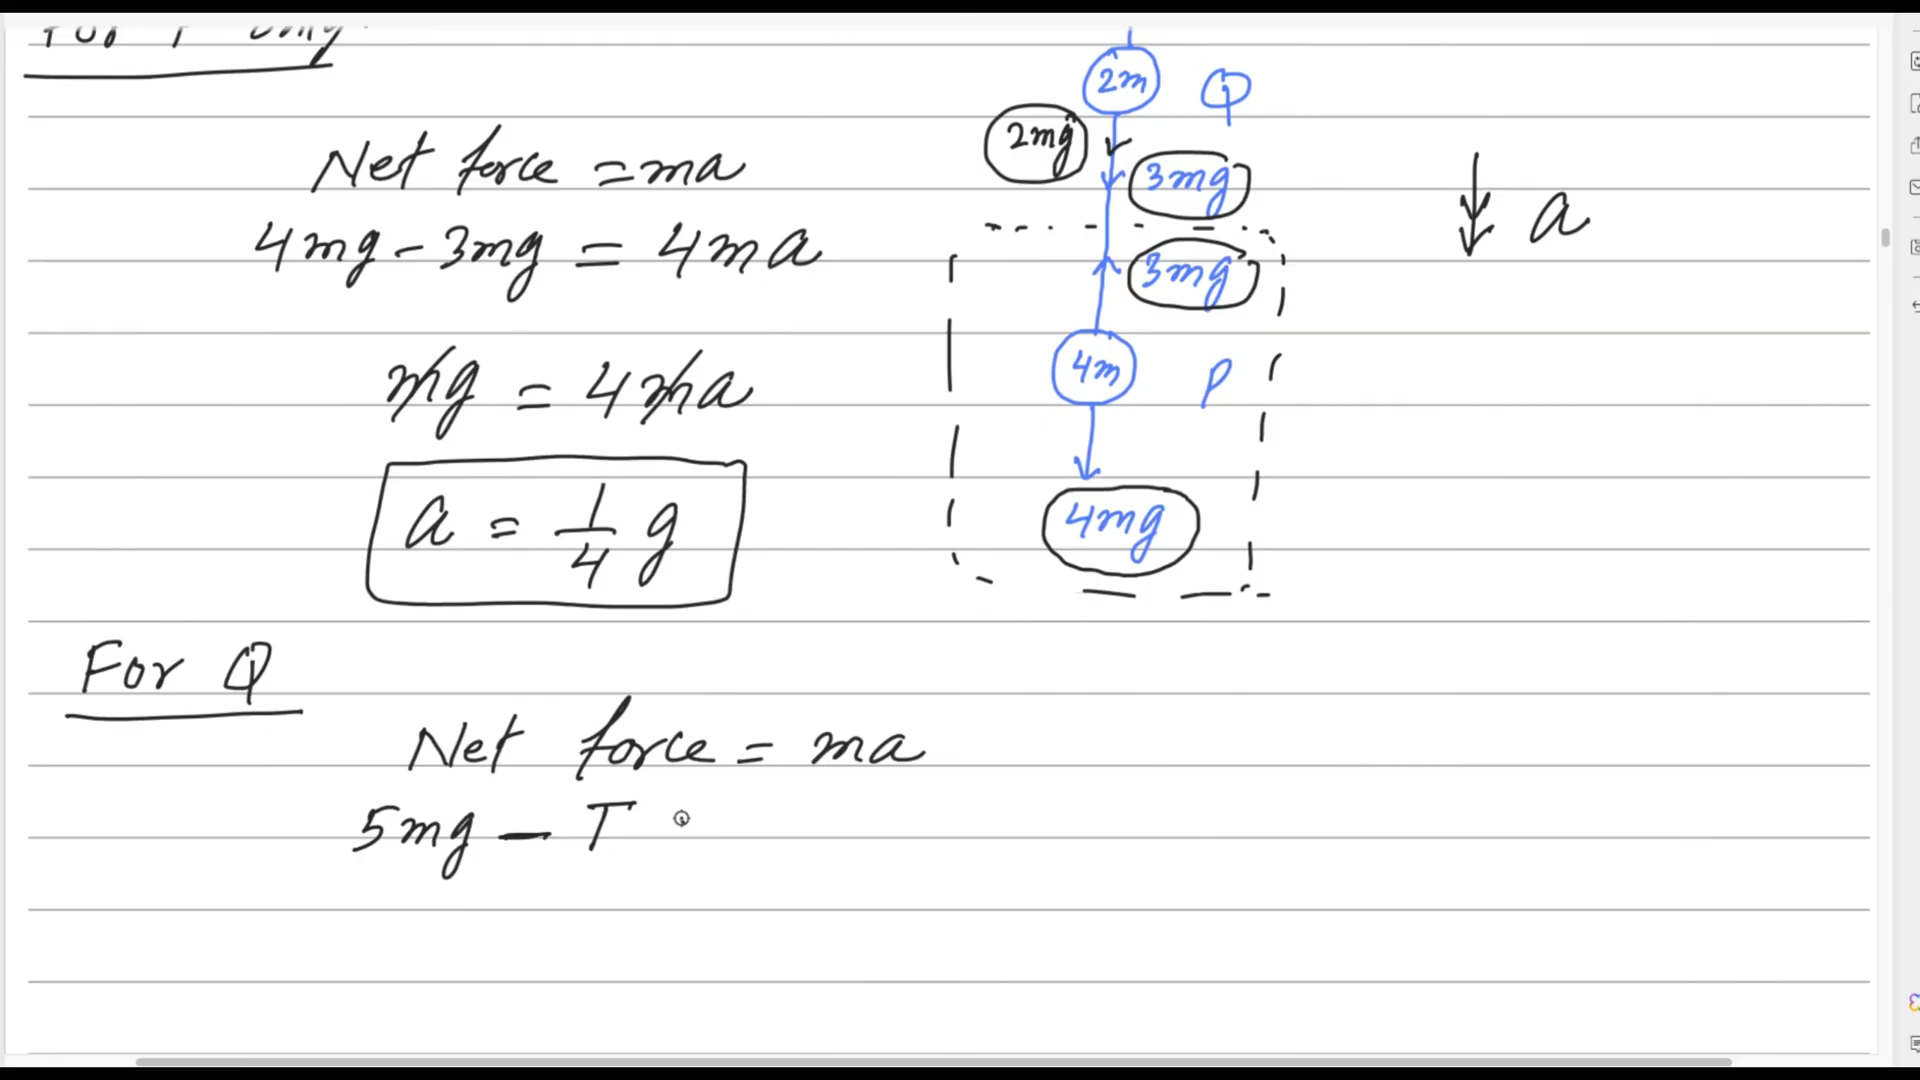 Net force = ma
4mg - 3mg = 4ma
mg = 4ma
a = 1/4 g
For Q
Net force = ma
5mg - T
2m Q
2mg
3mg
a
3mg
4m P
4mg